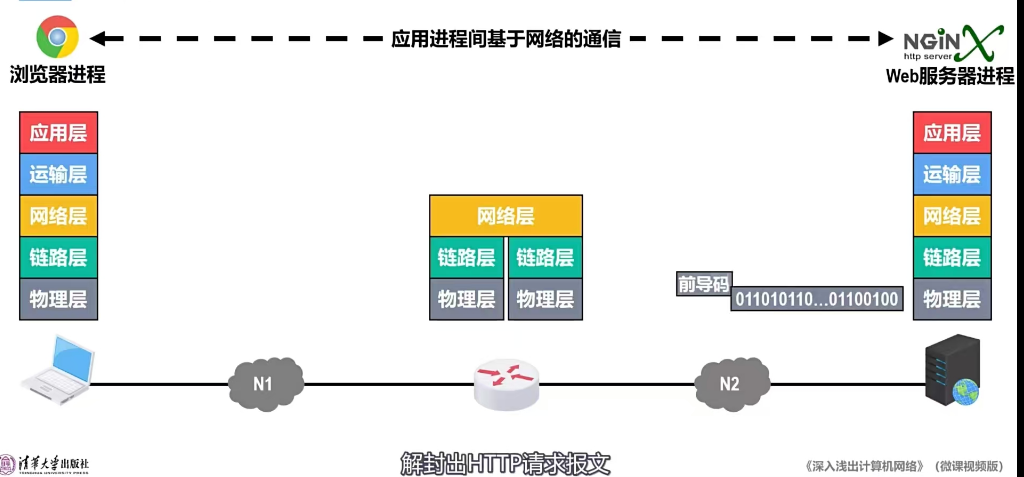 应用进程间基于网络的通信
NGiNX
http server
浏览器进程
Web服务器进程
应用层
运输层
网络层
链路层
物理层
网络层
链路层 链路层
物理层 物理层
前导码
011010110...01100100
应用层
运输层
网络层
链路层
物理层
N1
N2
清华大学出版社
TSINGHUA UNIVERSITY PRESS
解封出HTTP请求报文
《深入浅出计算机网络》（微课视频版）